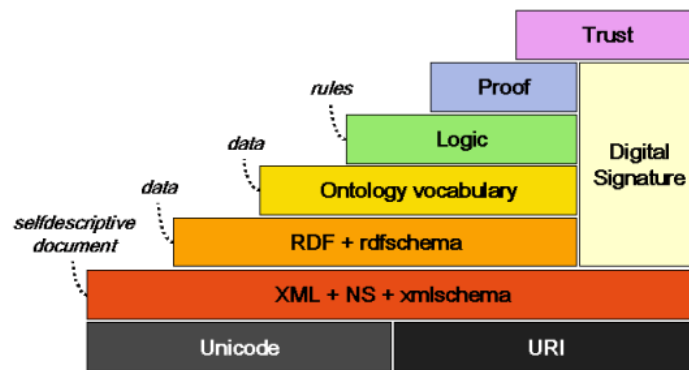 Trust
Proof
rules
Logic
data
Digital
Signature
Ontology vocabulary
data
RDF + rdfschema
selfdescriptive
document
XML + NS + xmlschema
Unicode
URI